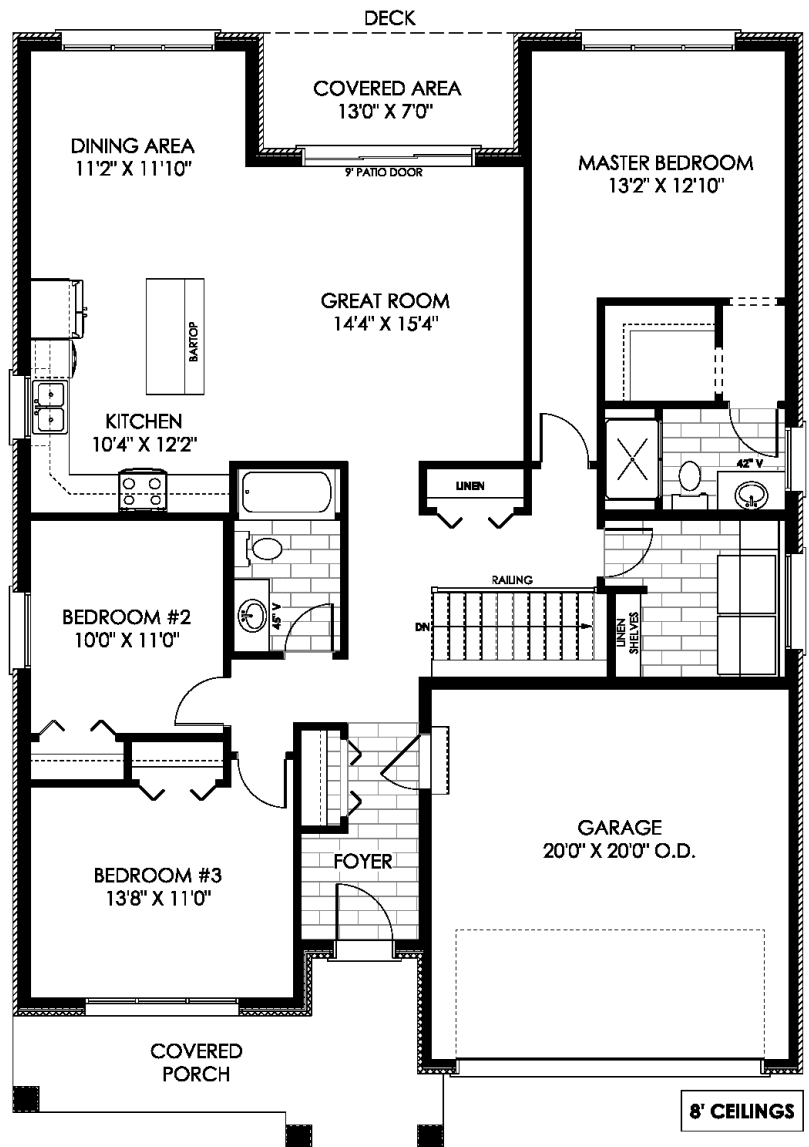 DECK
COVERED AREA
13'0" X 7'0"
DINING AREA
11'2" X 11'10"
MASTER BEDROOM
13'2" X 12'10"
9' PATIO DOOR
GREAT ROOM
14'4" X 15'4"
BARTOP
KITCHEN
10'4" X 12'2"
42" V
LINEN
RAILING
BEDROOM #2
10'0" X 11'0"
45" V
DN
LINEN
SHELVES
GARAGE
20'0" X 20'0" O.D.
FOYER
BEDROOM #3
13'8" X 11'0"
COVERED
PORCH
8' CEILINGS